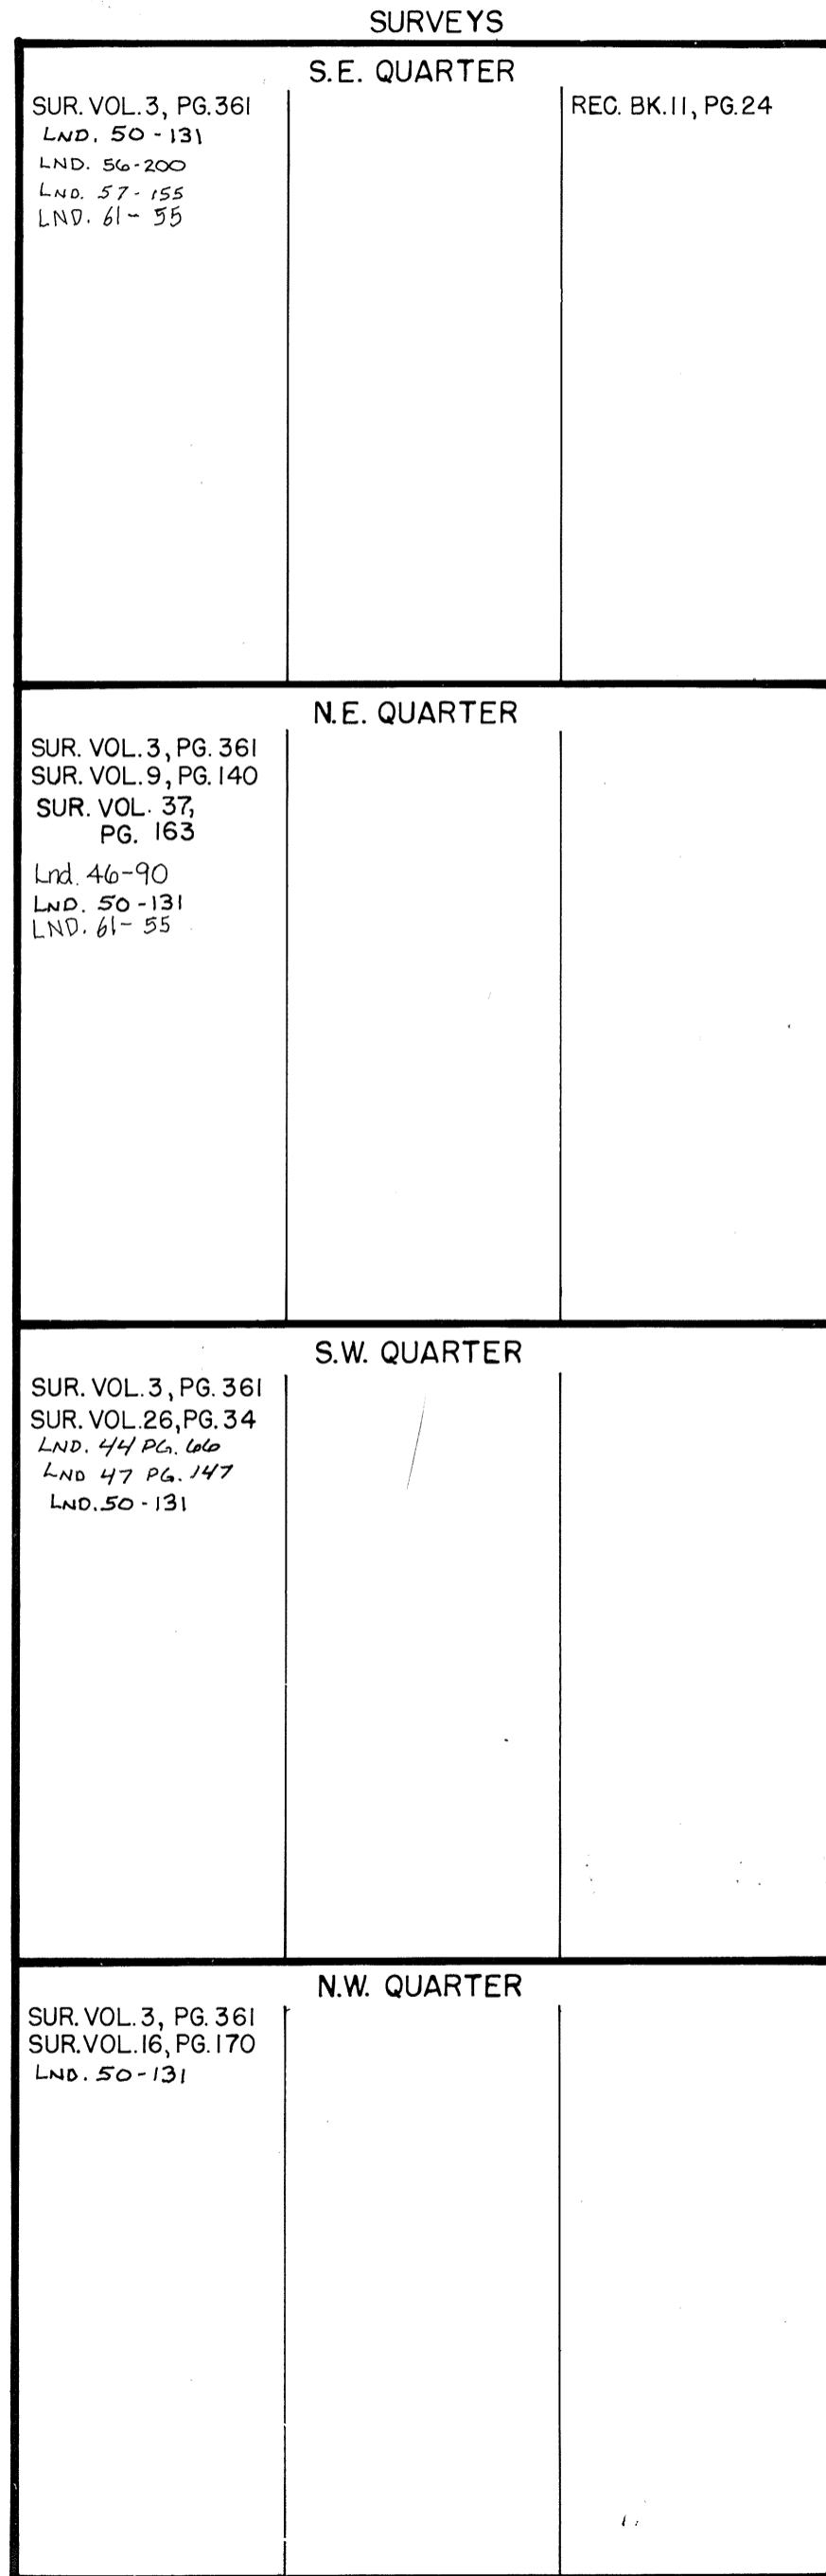 SURVEYS
S.E. QUARTER
SUR. VOL. 3, PG. 361
LND. 50 - 131
LND. 56-200
LND. 57 - 155
LND. 61 - 55
REC. BK. 11, PG. 24
N.E. QUARTER
SUR. VOL. 3, PG. 361
SUR. VOL. 9, PG. 140
SUR. VOL. 37,
PG. 163
Lnd. 46-90
LND. 50 - 131
LND. 61 - 55
S.W. QUARTER
SUR. VOL. 3, PG. 361
SUR. VOL. 26, PG. 34
LND. 44 PG. 66
LND 47 PG. 147
LND. 50 - 131
N.W. QUARTER
SUR. VOL. 3, PG. 361
SUR. VOL. 16, PG. 170
LND. 50 - 131